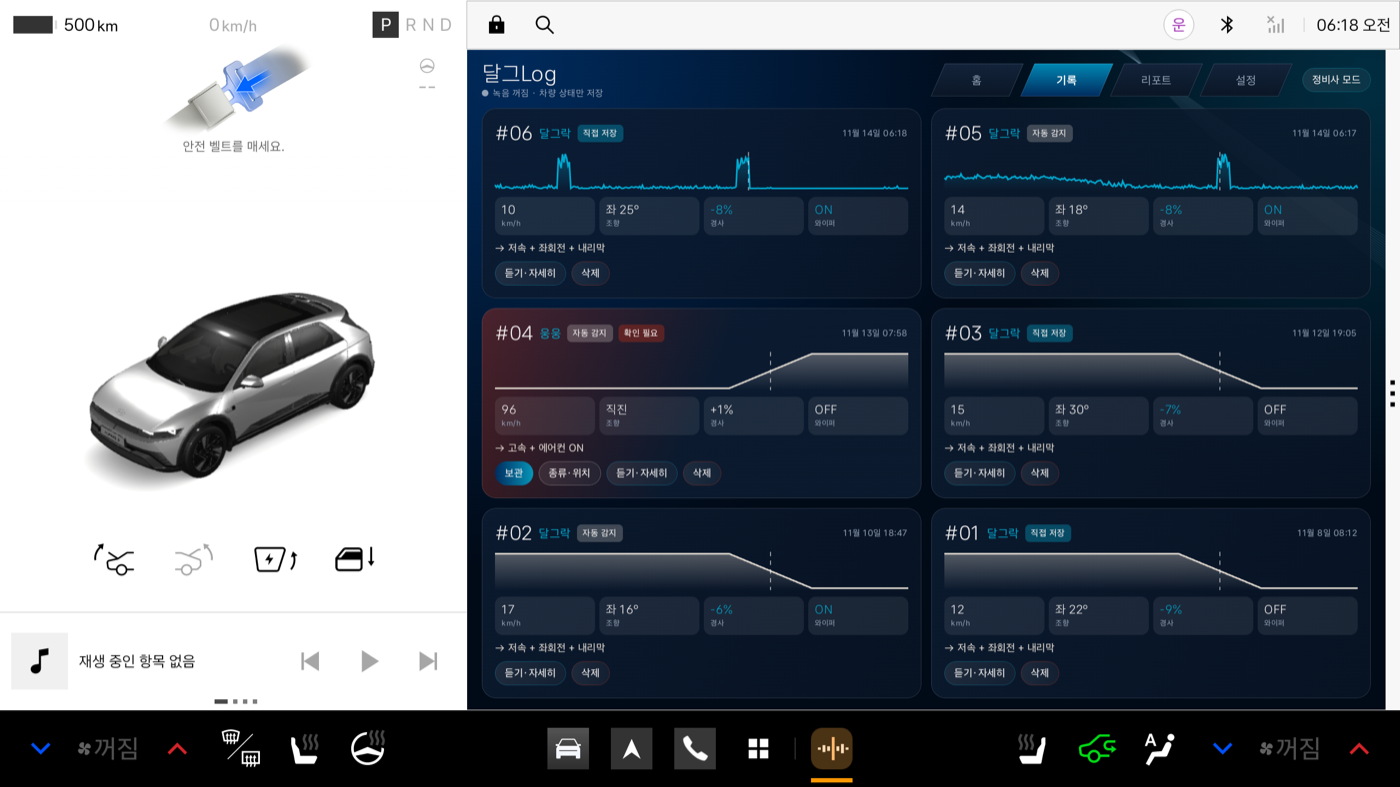 500 km
0 km/h
P R N D
--
안전 벨트를 매세요.
재생 중인 항목 없음
운
06:18 오전
달그Log
녹음 꺼짐 · 차량 상태만 저장
홈
기록
리포트
설정
정비사 모드
#06 달그락 직접 저장 11월 14일 06:18
10 km/h
좌 25° 조향
-8% 경사
ON 와이퍼
→ 저속 + 좌회전 + 내리막
듣기·자세히 삭제
#05 달그락 자동 감지 11월 14일 06:17
14 km/h
좌 18° 조향
-8% 경사
ON 와이퍼
→ 저속 + 좌회전 + 내리막
듣기·자세히 삭제
#04 웅웅 자동 감지 확인 필요 11월 13일 07:58
96 km/h
직진 조향
+1% 경사
OFF 와이퍼
→ 고속 + 에어컨 ON
보관 종류·위치 듣기·자세히 삭제
#03 달그락 직접 저장 11월 12일 19:05
15 km/h
좌 30° 조향
-7% 경사
OFF 와이퍼
→ 저속 + 좌회전 + 내리막
듣기·자세히 삭제
#02 달그락 자동 감지 11월 10일 18:47
17 km/h
좌 16° 조향
-6% 경사
ON 와이퍼
→ 저속 + 좌회전 + 내리막
듣기·자세히 삭제
#01 달그락 직접 저장 11월 8일 08:12
12 km/h
좌 22° 조향
-9% 경사
OFF 와이퍼
→ 저속 + 좌회전 + 내리막
듣기·자세히 삭제
꺼짐
A
꺼짐